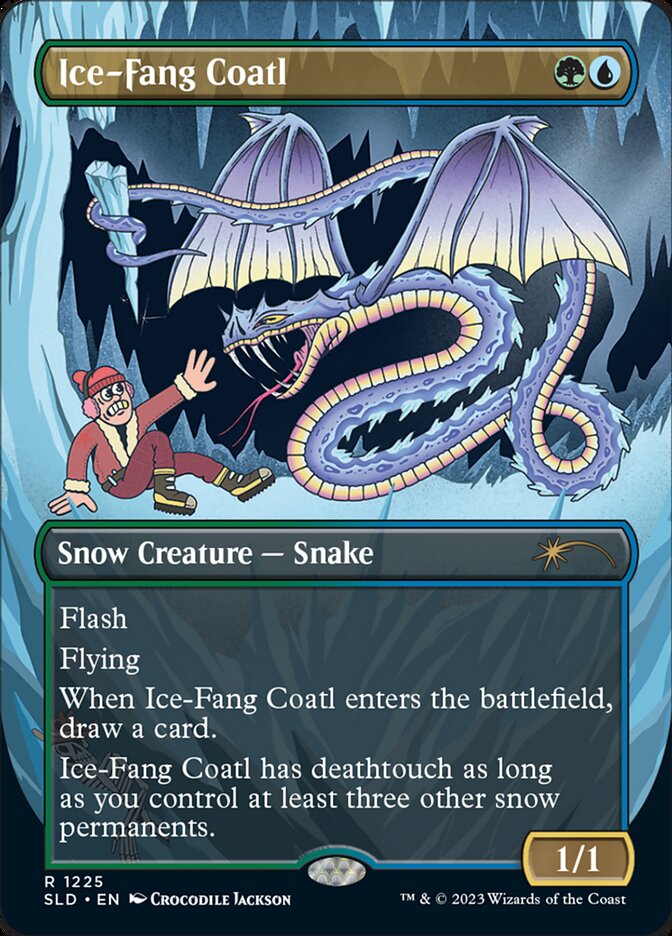 Ice-Fang Coatl
Snow Creature — Snake
Flash
Flying
When Ice-Fang Coatl enters the battlefield,
draw a card.
Ice-Fang Coatl has deathtouch as long
as you control at least three other snow
permanents.
1/1
R 1225
SLD • EN Crocodile Jackson
™ & © 2023 Wizards of the Coast